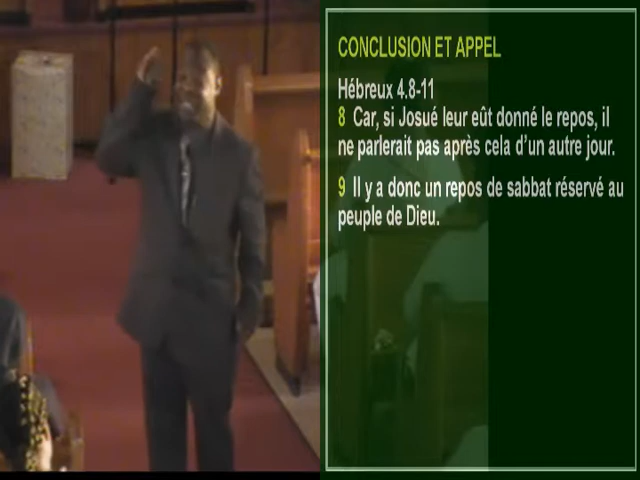 CONCLUSION ET APPEL
Hébreux 4.8-11
8 Car, si Josué leur eût donné le repos, il
ne parlerait pas après cela d'un autre jour.
9 Il y a donc un repos de sabbat réservé au
peuple de Dieu.